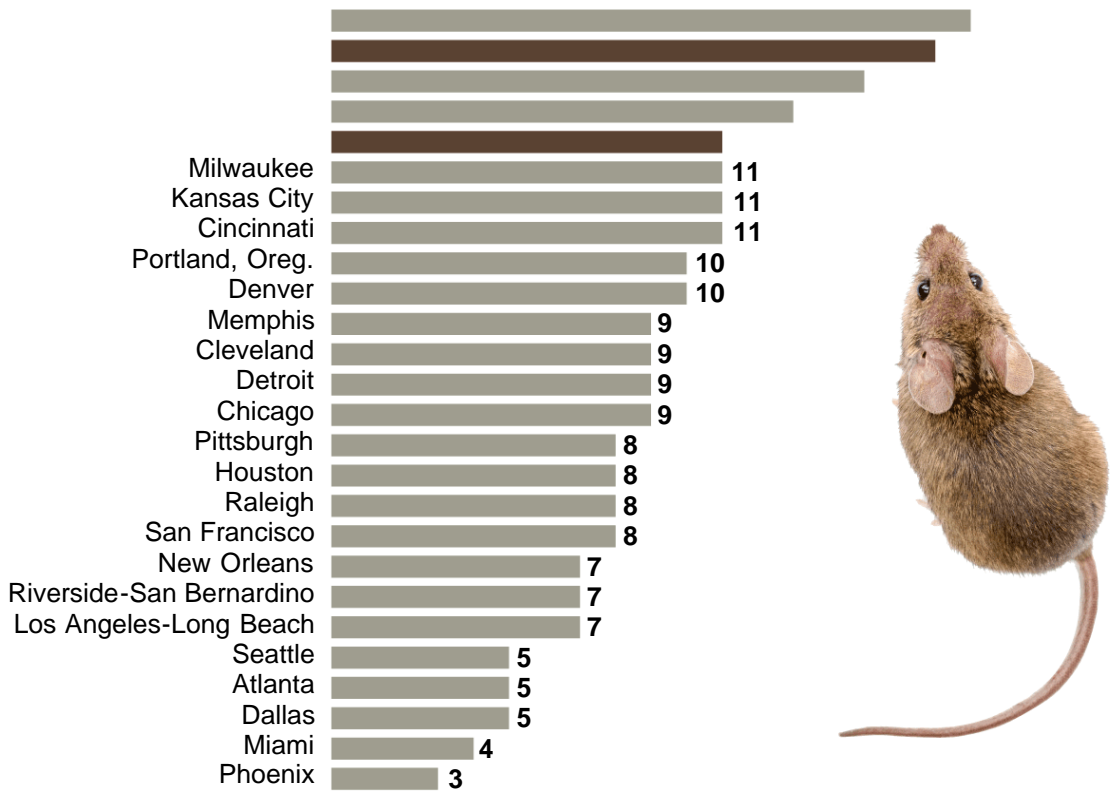 Milwaukee 11
Kansas City 11
Cincinnati 11
Portland, Oreg. 10
Denver 10
Memphis 9
Cleveland 9
Detroit 9
Chicago 9
Pittsburgh 8
Houston 8
Raleigh 8
San Francisco 8
New Orleans 7
Riverside-San Bernardino 7
Los Angeles-Long Beach 7
Seattle 5
Atlanta 5
Dallas 5
Miami 4
Phoenix 3